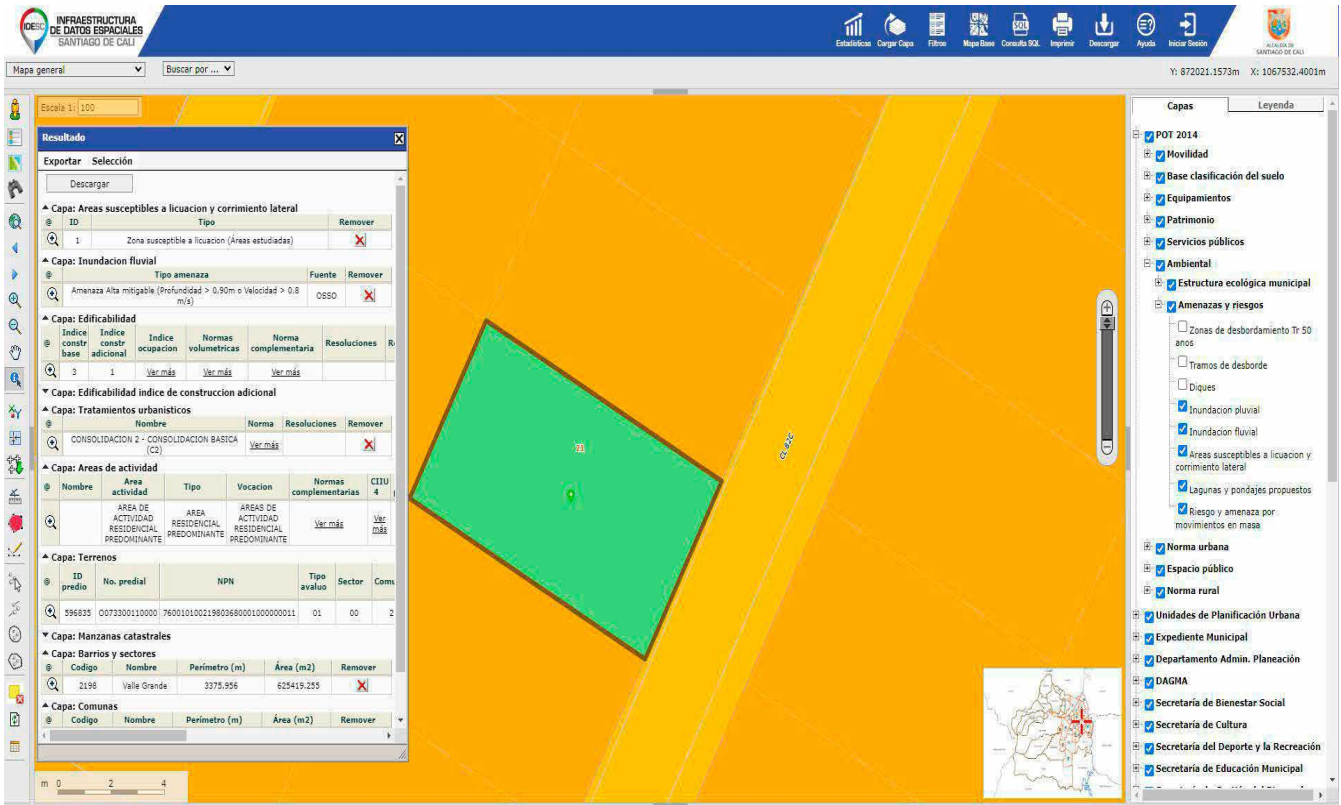 IDESC
INFRAESTRUCTURA
DE DATOS ESPACIALES
SANTIAGO DE CALI
Estadísticas Cargar Capa Filtros Mapa Base Consulta SQL Imprimir Descargar Ayuda Iniciar Sesión
ALCALDÍA DE
SANTIAGO DE CALI
Mapa general Buscar por ... Y: 872021.1573m X: 1067532.4001m
Escala 1: 100
Resultado
Exportar Selección
Descargar
Capa: Areas susceptibles a licuacion y corrimiento lateral
@ ID Tipo Remover
1 Zona susceptible a licuacion (Áreas estudiadas)
Capa: Inundacion fluvial
@ Tipo amenaza Fuente Remover
Amenaza Alta mitigable (Profundidad > 0,90m o Velocidad > 0,8
m/s) OSSO
Capa: Edificabilidad
@ Indice constr base Indice constr adicional Indice ocupacion Normas volumetricas Norma complementaria Resoluciones
3 1 Ver más Ver más Ver más
Capa: Edificabilidad indice de construccion adicional
Capa: Tratamientos urbanisticos
@ Nombre Norma Resoluciones Remover
CONSOLIDACION 2 - CONSOLIDACION BASICA
(C2) Ver más
Capa: Areas de actividad
@ Nombre Area actividad Tipo Vocacion Normas complementarias CIIU 4
AREA DE ACTIVIDAD RESIDENCIAL PREDOMINANTE AREA RESIDENCIAL PREDOMINANTE AREAS DE ACTIVIDAD RESIDENCIAL PREDOMINANTE Ver más Ver más
Capa: Terrenos
@ ID predio No. predial NPN Tipo avaluo Sector Comu
596835 O073300110000 760010100219803680001100000011 01 00 2
Capa: Manzanas catastrales
Capa: Barrios y sectores
@ Codigo Nombre Perímetro (m) Área (m2) Remover
2198 Valle Grande 3375,956 625419,255
Capa: Comunas
@ Codigo Nombre Perímetro (m) Área (m2) Remover
m 0 2 4
21
CL 82C
Capas Leyenda
POT 2014
Movilidad
Base clasificación del suelo
Equipamientos
Patrimonio
Servicios públicos
Ambiental
Estructura ecológica municipal
Amenazas y riesgos
Zonas de desbordamiento Tr 50
anos
Tramos de desborde
Diques
Inundacion pluvial
Inundacion fluvial
Areas susceptibles a licuacion y
corrimiento lateral
Lagunas y pondajes propuestos
Riesgo y amenaza por
movimientos en masa
Norma urbana
Espacio público
Norma rural
Unidades de Planificación Urbana
Expediente Municipal
Departamento Admin. Planeación
DAGMA
Secretaría de Bienestar Social
Secretaría de Cultura
Secretaría del Deporte y la Recreación
Secretaría de Educación Municipal